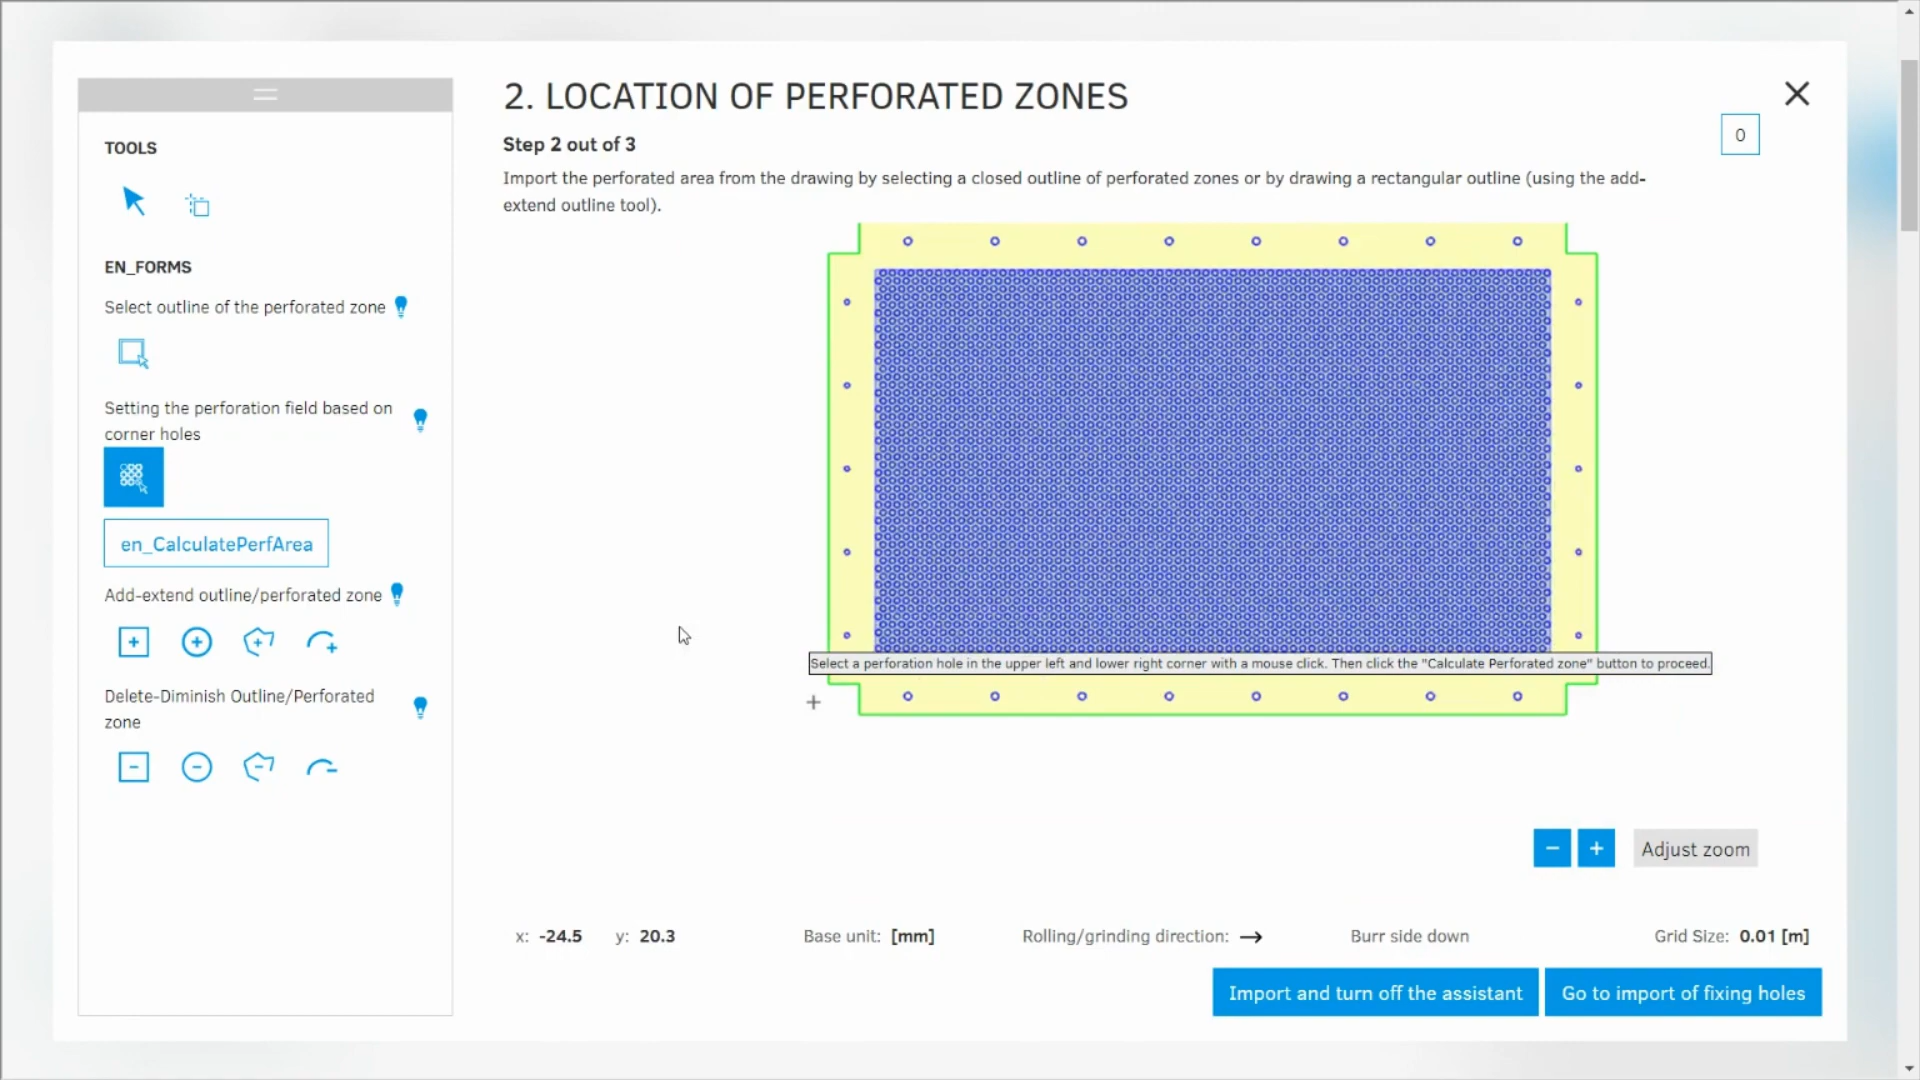 2. LOCATION OF PERFORATED ZONES
Step 2 out of 3
0
Import the perforated area from the drawing by selecting a closed outline of perforated zones or by drawing a rectangular outline (using the add-
extend outline tool).
TOOLS
EN_FORMS
Select outline of the perforated zone
Setting the perforation field based on
corner holes
en_CalculatePerfArea
Add-extend outline/perforated zone
Delete-Diminish Outline/Perforated
zone
Select a perforation hole in the upper left and lower right corner with a mouse click. Then click the "Calculate Perforated zone" button to proceed.
Adjust zoom
x: -24.5 y: 20.3 Base unit: [mm] Rolling/grinding direction: Burr side down Grid Size: 0.01 [m]
Import and turn off the assistant
Go to import of fixing holes